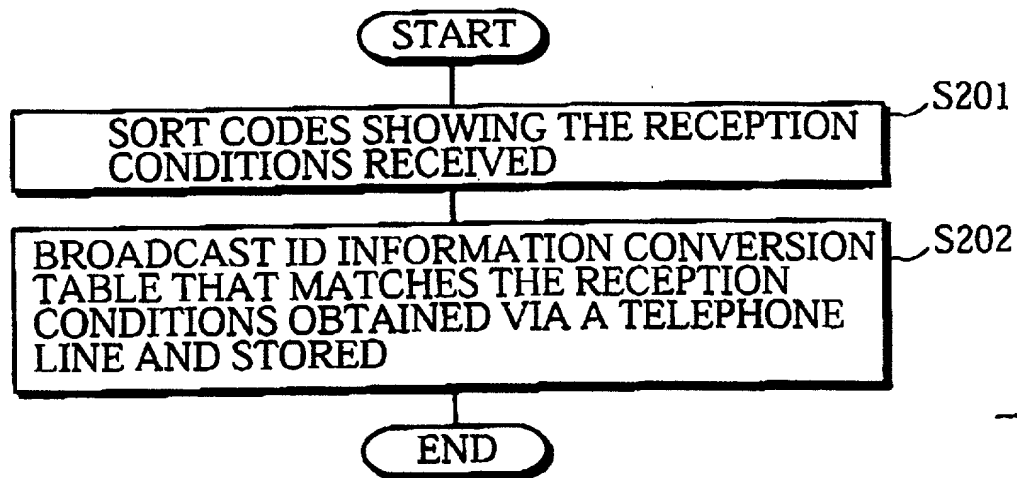 START
S201
SORT CODES SHOWING THE RECEPTION
CONDITIONS RECEIVED
S202
BROADCAST ID INFORMATION CONVERSION
TABLE THAT MATCHES THE RECEPTION
CONDITIONS OBTAINED VIA A TELEPHONE
LINE AND STORED
END